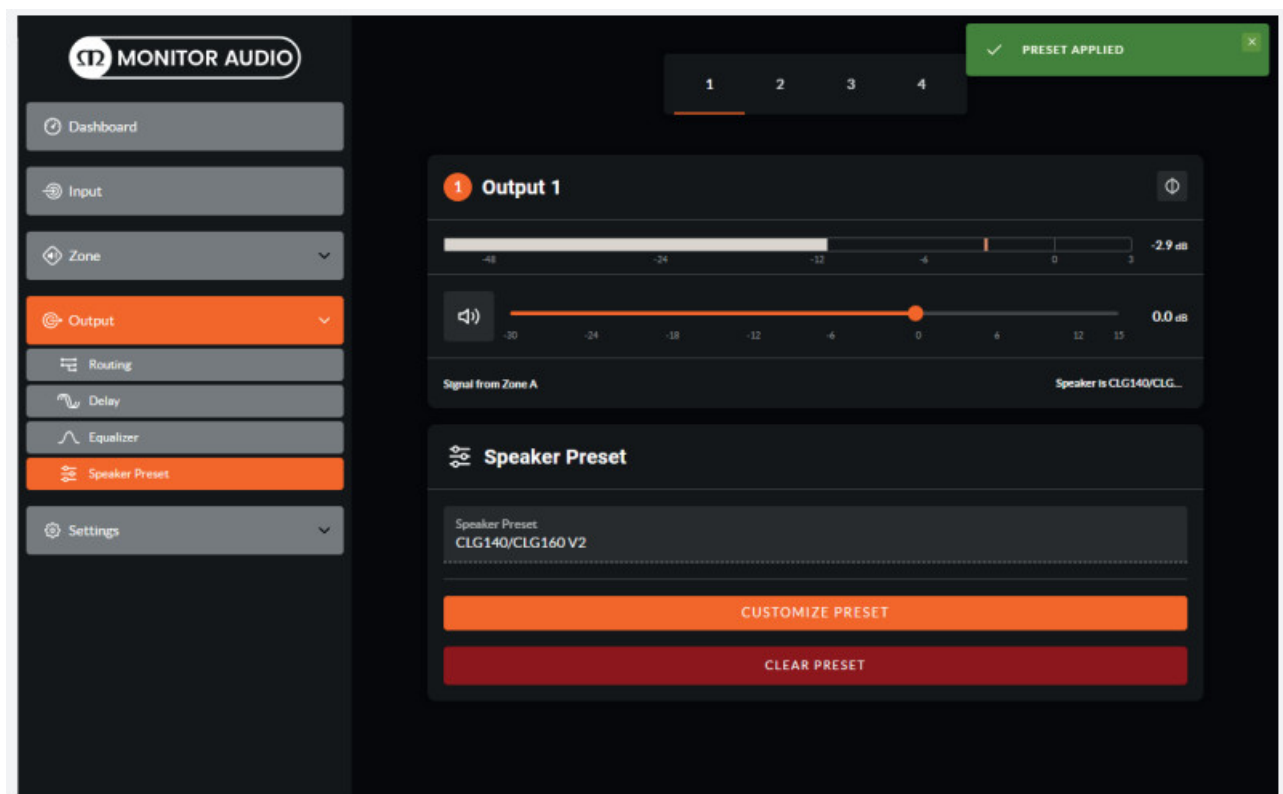 MONITOR AUDIO
Dashboard
Input
Zone
Output
Routing
Delay
Equalizer
Speaker Preset
Settings
PRESET APPLIED
1 2 3 4
1 Output 1
-2.9 dB
-48 -24 -12 -6 0 3
0.0 dB
-30 -24 -18 -12 -6 0 6 12 15
Signal from Zone A
Speaker is CLG140/CLG...
Speaker Preset
Speaker Preset
CLG140/CLG160 V2
CUSTOMIZE PRESET
CLEAR PRESET